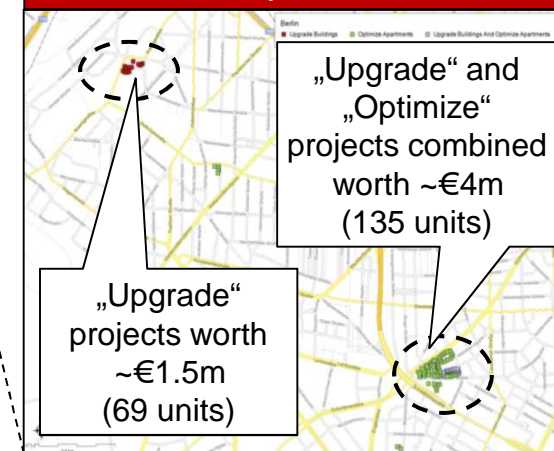 Berlin
Upgrade Buildings Optimize Apartments Upgrade Buildings And Optimize Apartments
„Upgrade“ and
„Optimize“
projects combined
worth ~€4m
(135 units)
„Upgrade“
projects worth
~€1.5m
(69 units)